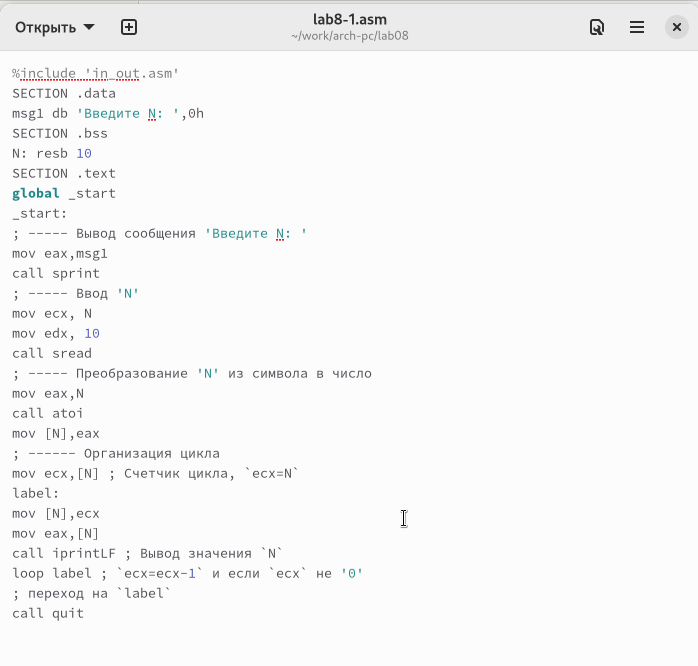 Открыть
lab8-1.asm
~/work/arch-pc/lab08
%include 'in_out.asm'
SECTION .data
msg1 db 'Введите N: ',0h
SECTION .bss
N: resb 10
SECTION .text
global _start
_start:
; ----- Вывод сообщения 'Введите N: '
mov eax,msg1
call sprint
; ----- Ввод 'N'
mov ecx, N
mov edx, 10
call sread
; ----- Преобразование 'N' из символа в число
mov eax,N
call atoi
mov [N],eax
; ------ Организация цикла
mov ecx,[N] ; Счетчик цикла, `ecx=N`
label:
mov [N],ecx
mov eax,[N]
call iprintLF ; Вывод значения `N`
loop label ; `ecx=ecx-1` и если `ecx` не '0'
; переход на `label`
call quit